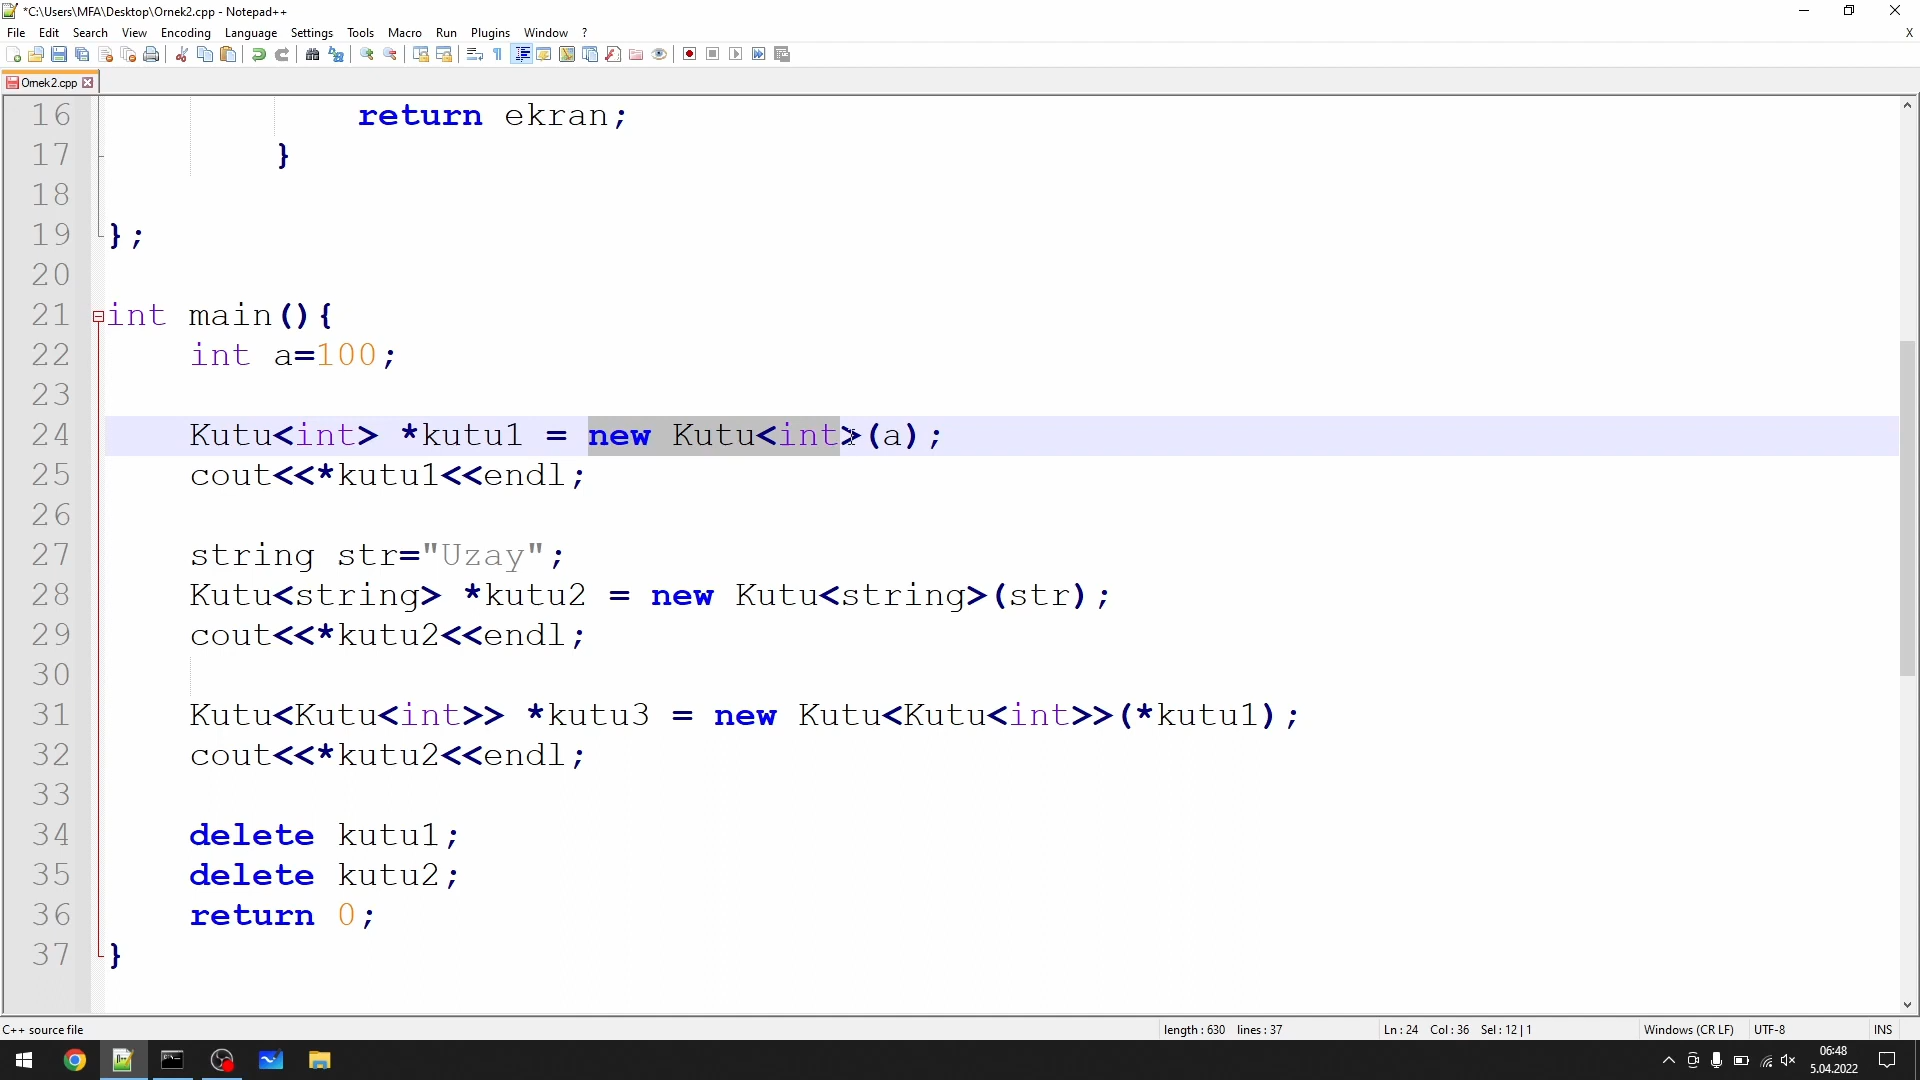 *C:\Users\MFA\Desktop\Ornek2.cpp - Notepad++
File Edit Search View Encoding Language Settings Tools Macro Run Plugins Window ? X
Ornek2.cpp
16 return ekran;
17 }
18
19 };
20
21 int main(){
22 int a=100;
23
24 Kutu<int> *kutu1 = new Kutu<int>(a);
25 cout<<*kutu1<<endl;
26
27 string str="Uzay";
28 Kutu<string> *kutu2 = new Kutu<string>(str);
29 cout<<*kutu2<<endl;
30
31 Kutu<Kutu<int>> *kutu3 = new Kutu<Kutu<int>>(*kutu1);
32 cout<<*kutu2<<endl;
33
34 delete kutu1;
35 delete kutu2;
36 return 0;
37 }
C++ source file length : 630 lines : 37 Ln : 24 Col : 36 Sel : 12 | 1 Windows (CR LF) UTF-8 INS
06:48
5.04.2022